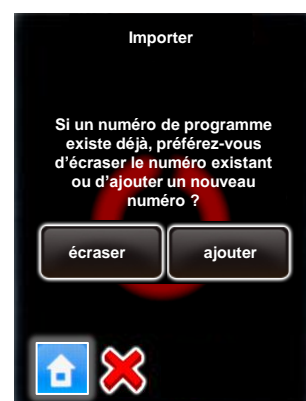 Importer
Si un numéro de programme
existe déjà, préférez-vous
d'écraser le numéro existant
ou d'ajouter un nouveau
numéro ?
écraser ajouter